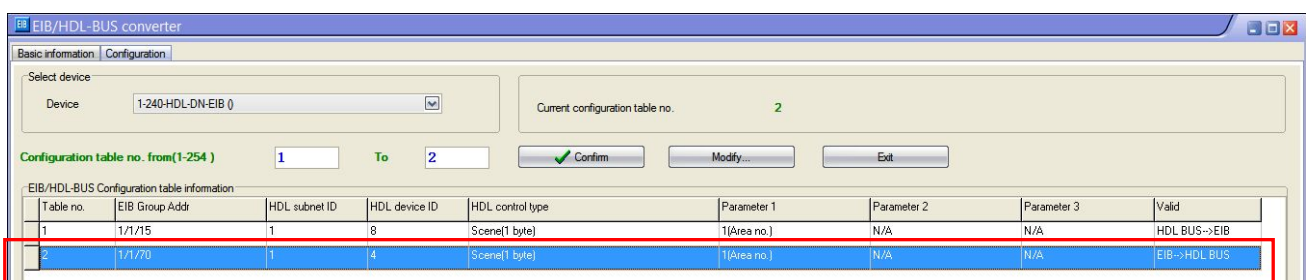 EIB EIB/HDL-BUS converter
Basic information Configuration
Select device
Device 1-240-HDL-DN-EIB () Current configuration table no. 2
Configuration table no. from(1-254 ) 1 To 2 Confirm Modify... Exit
EIB/HDL-BUS Configuration table information
Table no. EIB Group Addr HDL subnet ID HDL device ID HDL control type Parameter 1 Parameter 2 Parameter 3 Valid
1 1/1/15 1 8 Scene(1 byte) 1(Area no.) N/A N/A HDL BUS-->EIB
2 1/1/70 1 4 Scene(1 byte) 1(Area no.) N/A N/A EIB-->HDL BUS